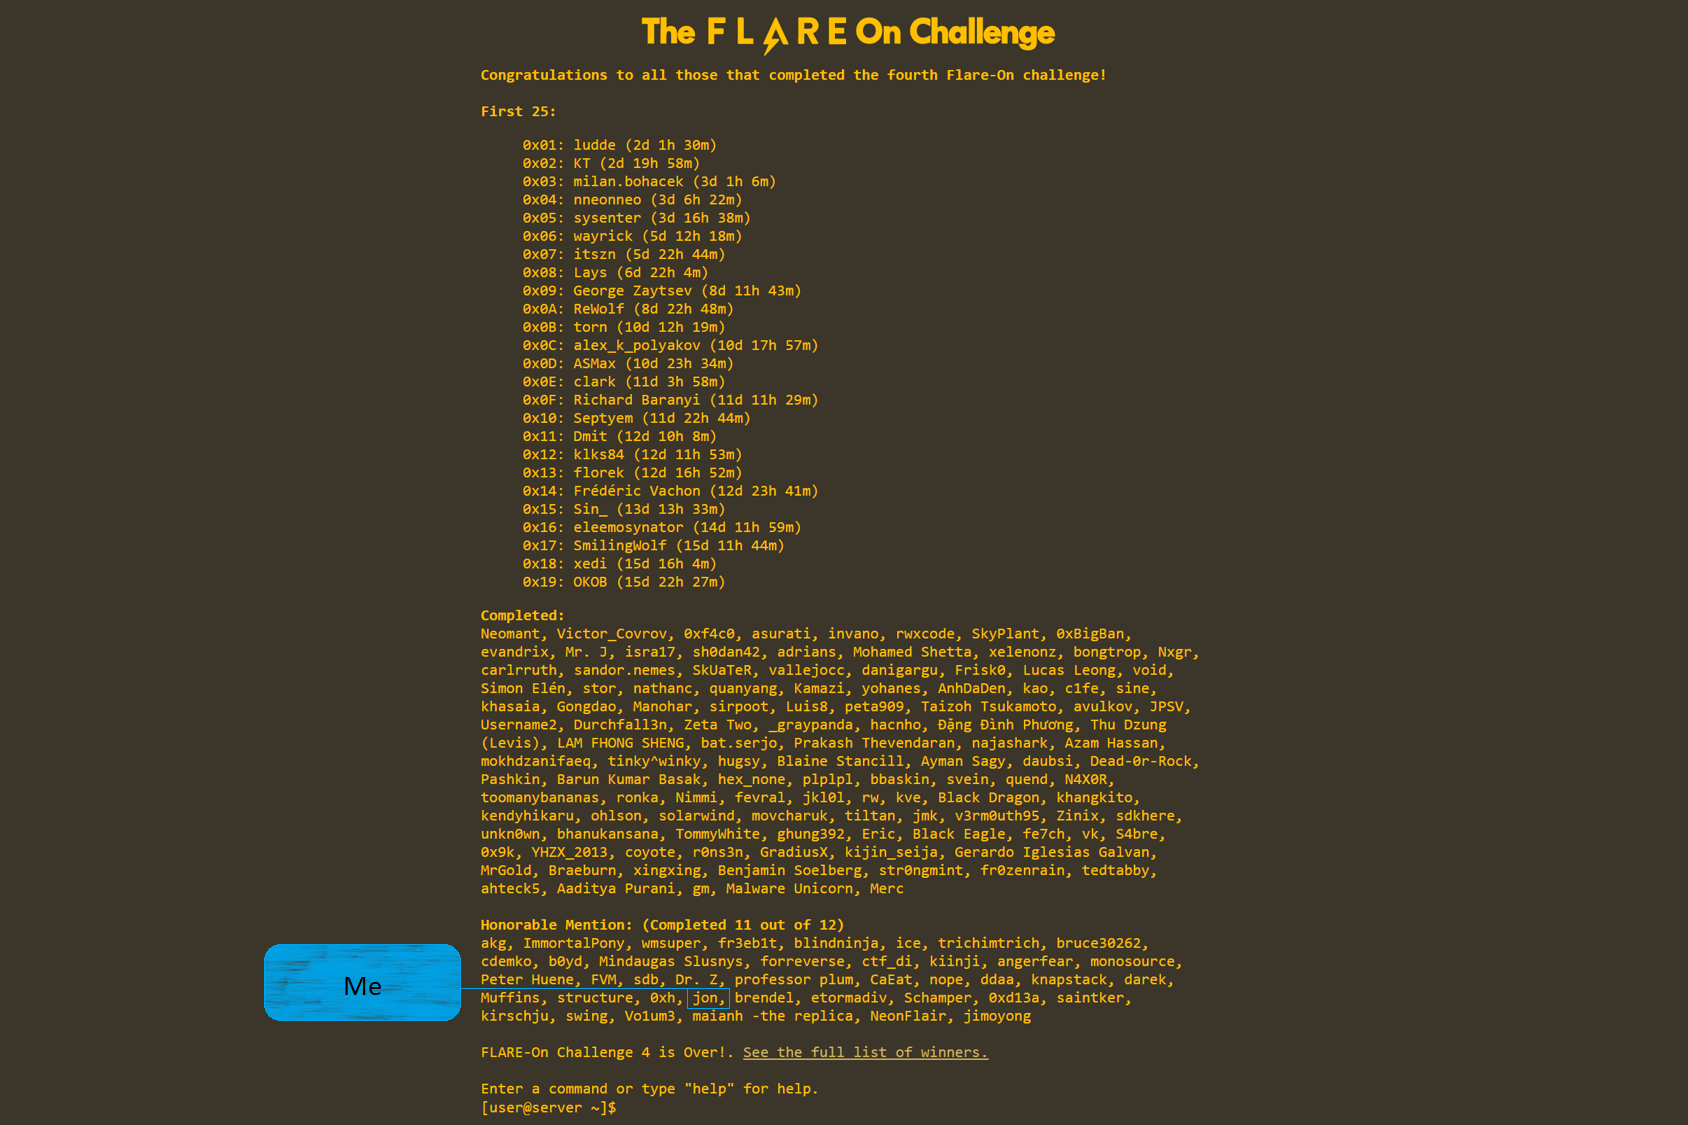 The FLARE On Challenge
Congratulations to all those that completed the fourth Flare-On challenge!
First 25:
0x01: ludde (2d 1h 30m)
0x02: KT (2d 19h 58m)
0x03: milan.bohacek (3d 1h 6m)
0x04: nneonneo (3d 6h 22m)
0x05: sysenter (3d 16h 38m)
0x06: wayrick (5d 12h 18m)
0x07: itszn (5d 22h 44m)
0x08: Lays (6d 22h 4m)
0x09: George Zaytsev (8d 11h 43m)
0x0A: ReWolf (8d 22h 48m)
0x0B: torn (10d 12h 19m)
0x0C: alex_k_polyakov (10d 17h 57m)
0x0D: ASMax (10d 23h 34m)
0x0E: clark (11d 3h 58m)
0x0F: Richard Baranyi (11d 11h 29m)
0x10: Septyem (11d 22h 44m)
0x11: Dmit (12d 10h 8m)
0x12: klks84 (12d 11h 53m)
0x13: florek (12d 16h 52m)
0x14: Frédéric Vachon (12d 23h 41m)
0x15: Sin_ (13d 13h 33m)
0x16: eleemosynator (14d 11h 59m)
0x17: SmilingWolf (15d 11h 44m)
0x18: xedi (15d 16h 4m)
0x19: OKOB (15d 22h 27m)
Completed:
Neomant, Victor_Covrov, 0xf4c0, asurati, invano, rwxcode, SkyPlant, 0xBigBan,
evandrix, Mr. J, isra17, sh0dan42, adrians, Mohamed Shetta, xelenonz, bongtrop, Nxgr,
carlrruth, sandor.nemes, SkUaTeR, vallejocc, danigargu, Frisk0, Lucas Leong, void,
Simon Elén, stor, nathanc, quanyang, Kamazi, yohanes, AnhDaDen, kao, c1fe, sine,
khasaia, Gongdao, Manohar, sirpoot, Luis8, peta909, Taizoh Tsukamoto, avulkov, JPSV,
Username2, Durchfall3n, Zeta Two, _graypanda, hacnho, Đặng Đình Phương, Thu Dzung
(Levis), LAM FHONG SHENG, bat.serjo, Prakash Thevendaran, najashark, Azam Hassan,
mokhdzanifaeq, tinky^winky, hugsy, Blaine Stancill, Ayman Sagy, daubsi, Dead-0r-Rock,
Pashkin, Barun Kumar Basak, hex_none, plplpl, bbaskin, svein, quend, N4X0R,
toomanybananas, ronka, Nimmi, fevral, jkl0l, rw, kve, Black Dragon, khangkito,
kendyhikaru, ohlson, solarwind, movcharuk, tiltan, jmk, v3rm0uth95, Zinix, sdkhere,
unkn0wn, bhanukansana, TommyWhite, ghung392, Eric, Black Eagle, fe7ch, vk, S4bre,
0x9k, YHZX_2013, coyote, r0ns3n, GradiusX, kijin_seija, Gerardo Iglesias Galvan,
MrGold, Braeburn, xingxing, Benjamin Soelberg, str0ngmint, fr0zenrain, tedtabby,
ahteck5, Aaditya Purani, gm, Malware Unicorn, Merc
Honorable Mention: (Completed 11 out of 12)
akg, ImmortalPony, wmsuper, fr3eb1t, blindninja, ice, trichimtrich, bruce30262,
cdemko, b0yd, Mindaugas Slusnys, forreverse, ctf_di, kiinji, angerfear, monosource,
Peter Huene, FVM, sdb, Dr. Z, professor plum, CaEat, nope, ddaa, knapstack, darek,
Me
Muffins, structure, 0xh, jon, brendel, etormadiv, Schamper, 0xd13a, saintker,
kirschju, swing, Vo1um3, maianh -the replica, NeonFlair, jimoyong
FLARE-On Challenge 4 is Over!. See the full list of winners.
Enter a command or type "help" for help.
[user@server ~]$